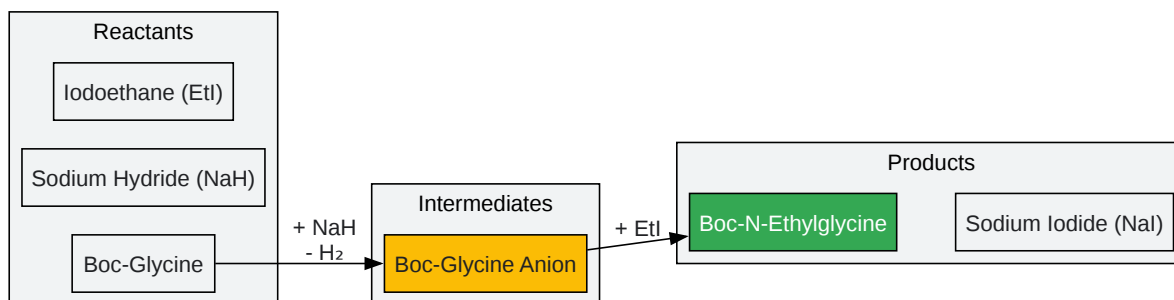 Reactants
Iodoethane (EtI)
Sodium Hydride (NaH)
Boc-Glycine
+ NaH
- H₂
Intermediates
Boc-Glycine Anion
+ EtI
Products
Boc-N-Ethylglycine
Sodium Iodide (NaI)